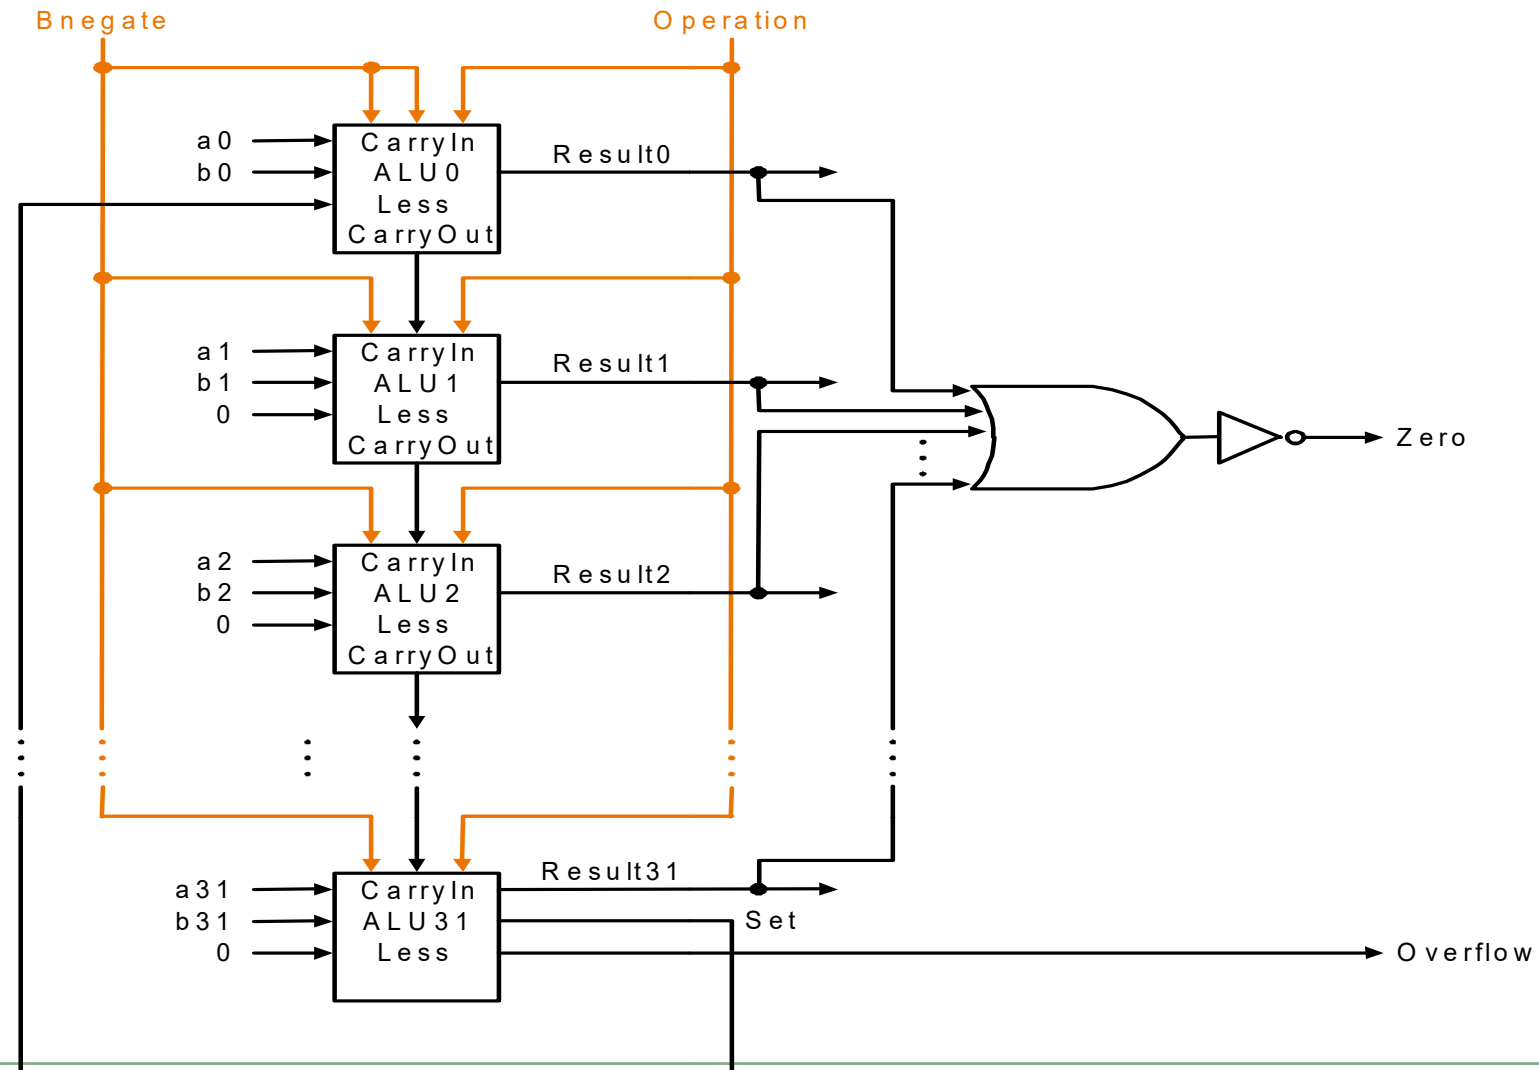 Bnegate Operation
a0
b0
CarryIn
ALU0
Less
CarryOut
Result0
a1
b1
0
CarryIn
ALU1
Less
CarryOut
Result1
Zero
a2
b2
0
CarryIn
ALU2
Less
CarryOut
Result2
a31
b31
0
CarryIn
ALU31
Less
Result31
Set
Overflow